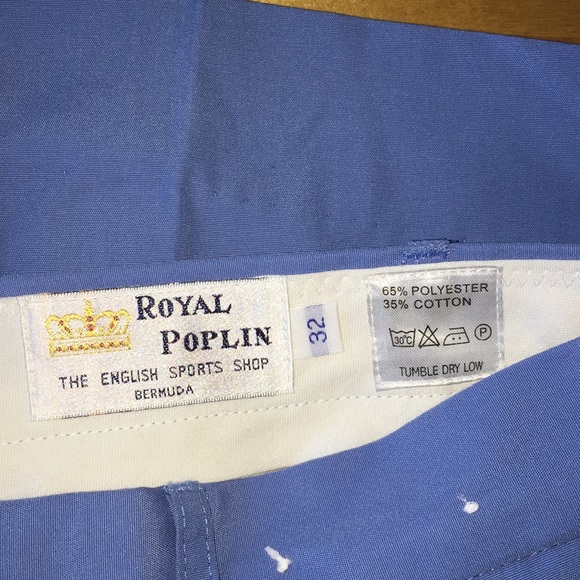 ROYAL
POPLIN
THE ENGLISH SPORTS SHOP
BERMUDA
32
65% POLYESTER
35% COTTON
30°C P
TUMBLE DRY LOW